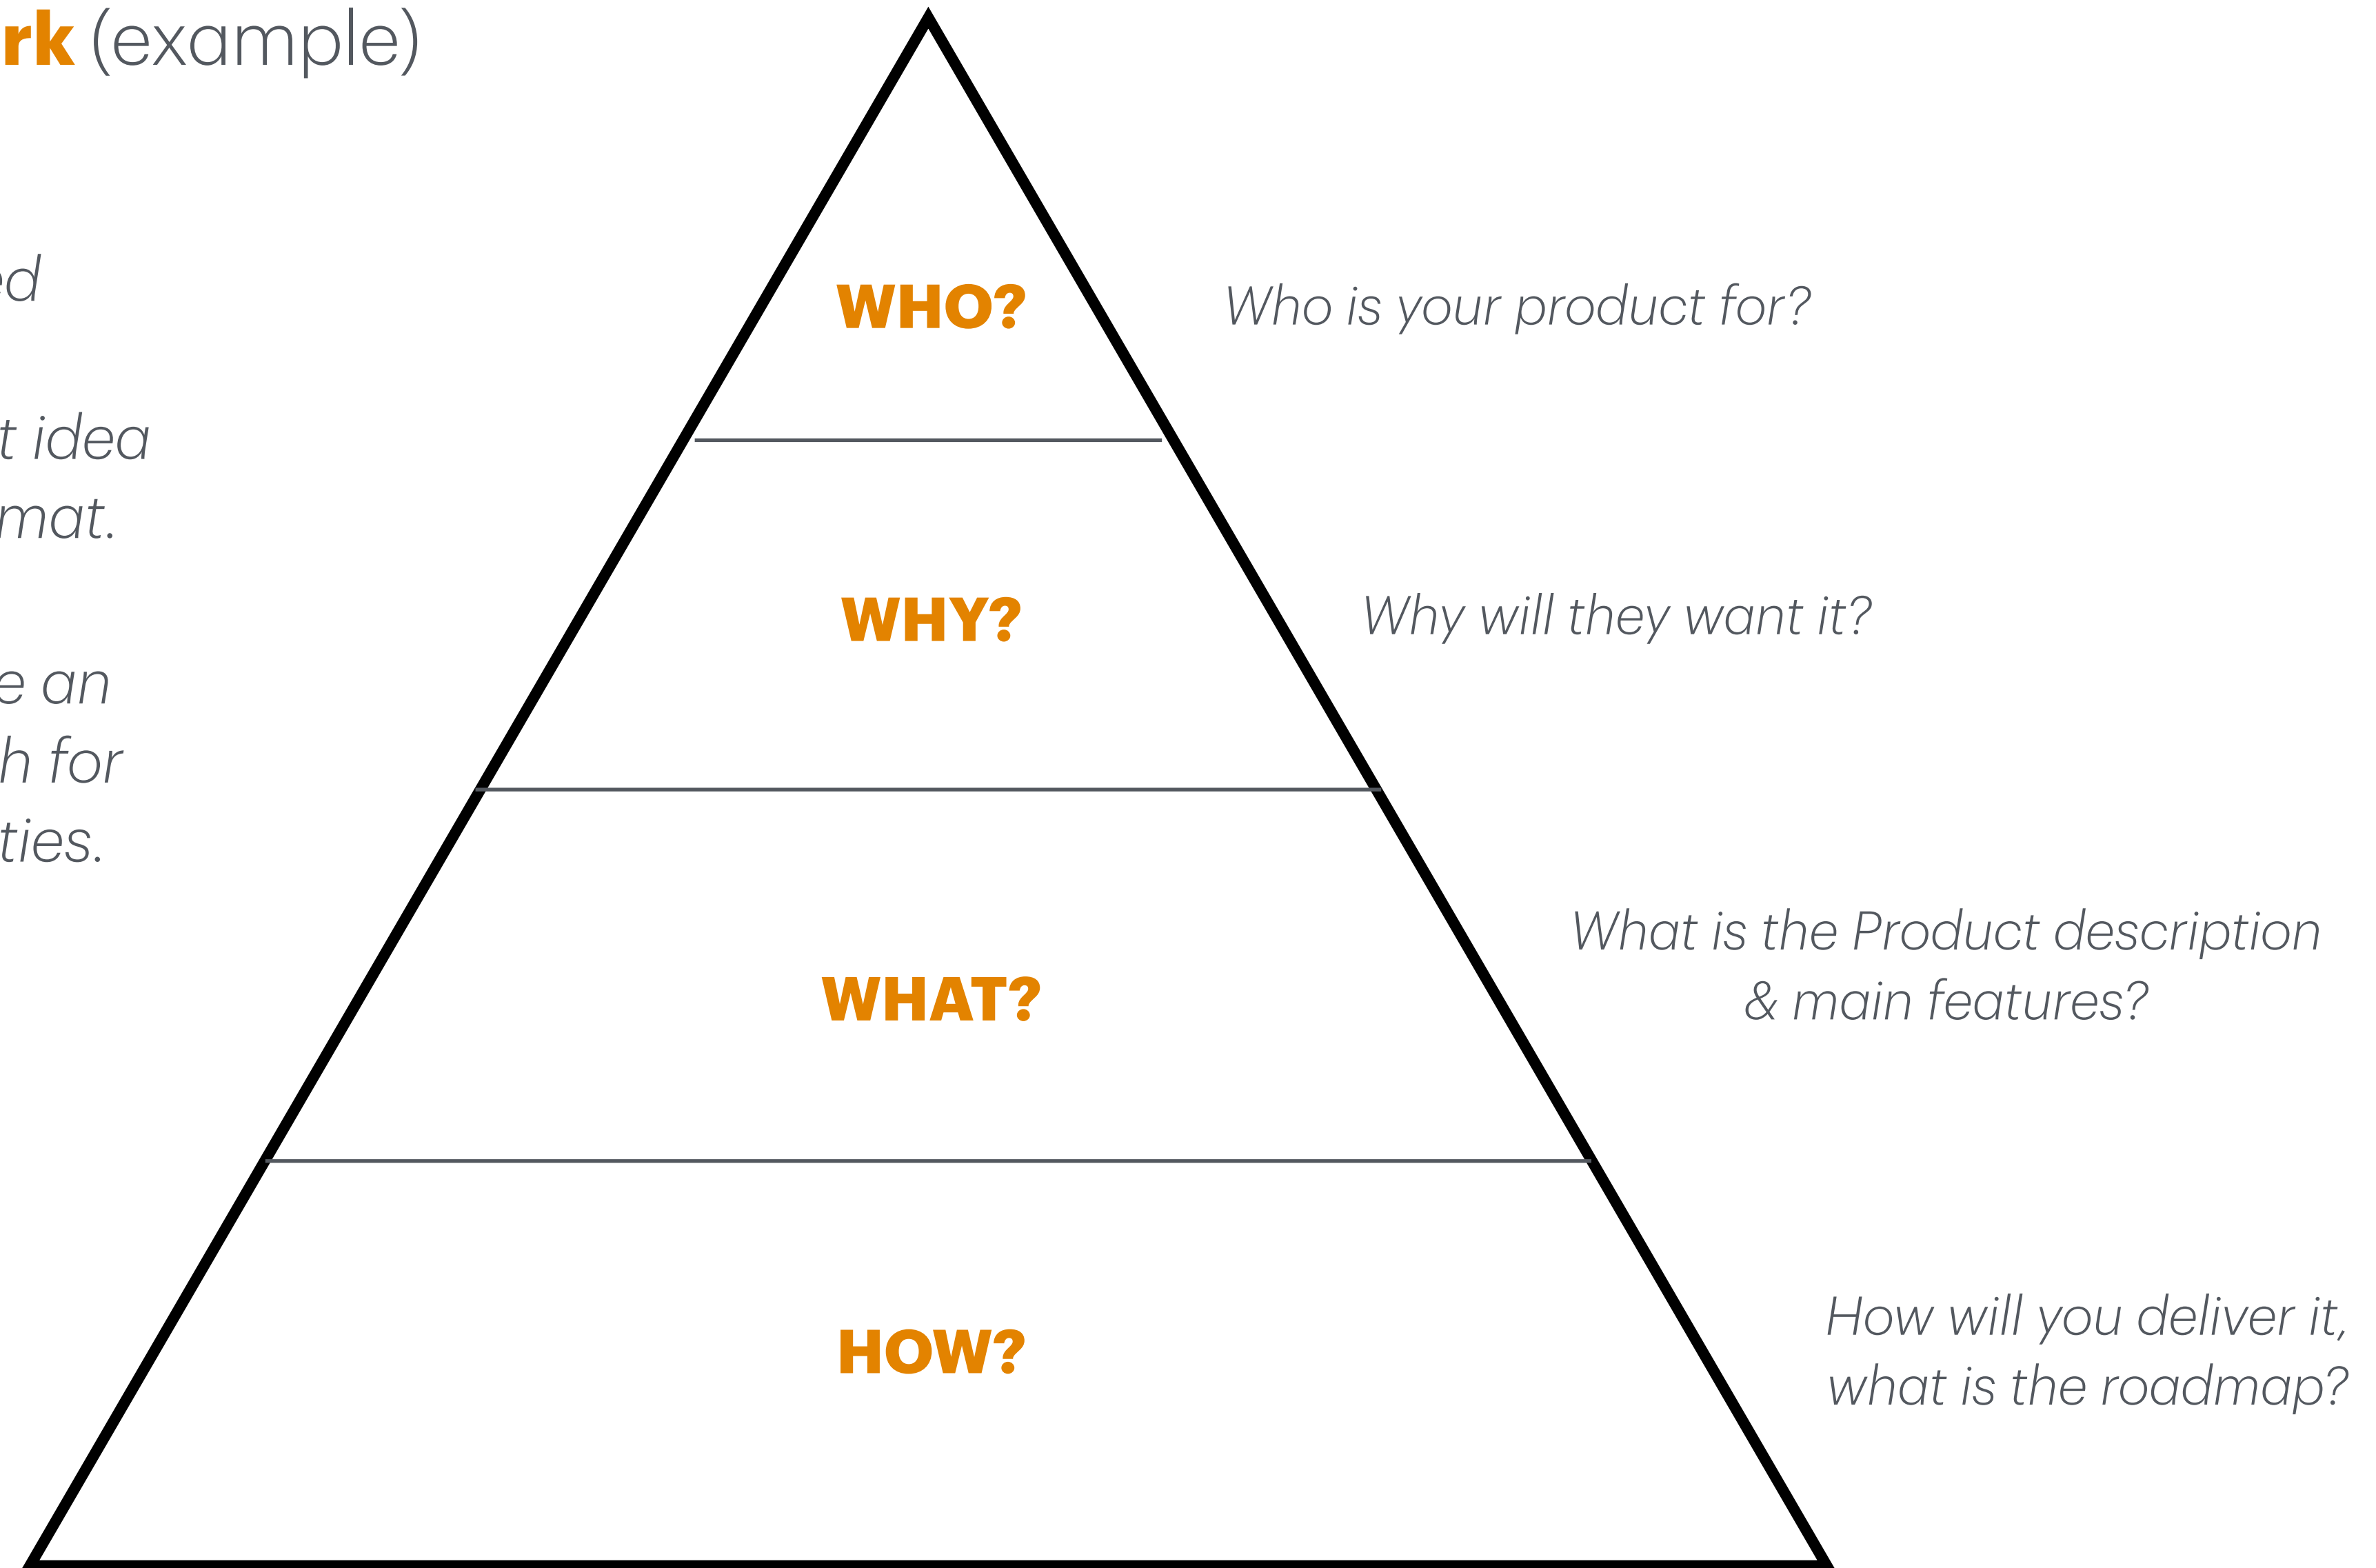 rk (example)
ed
t idea
mat.
e an
h for
ties.
WHO?
Who is your product for?
WHY?
Why will they want it?
WHAT?
What is the Product description
& main features?
HOW?
How will you deliver it,
what is the roadmap?